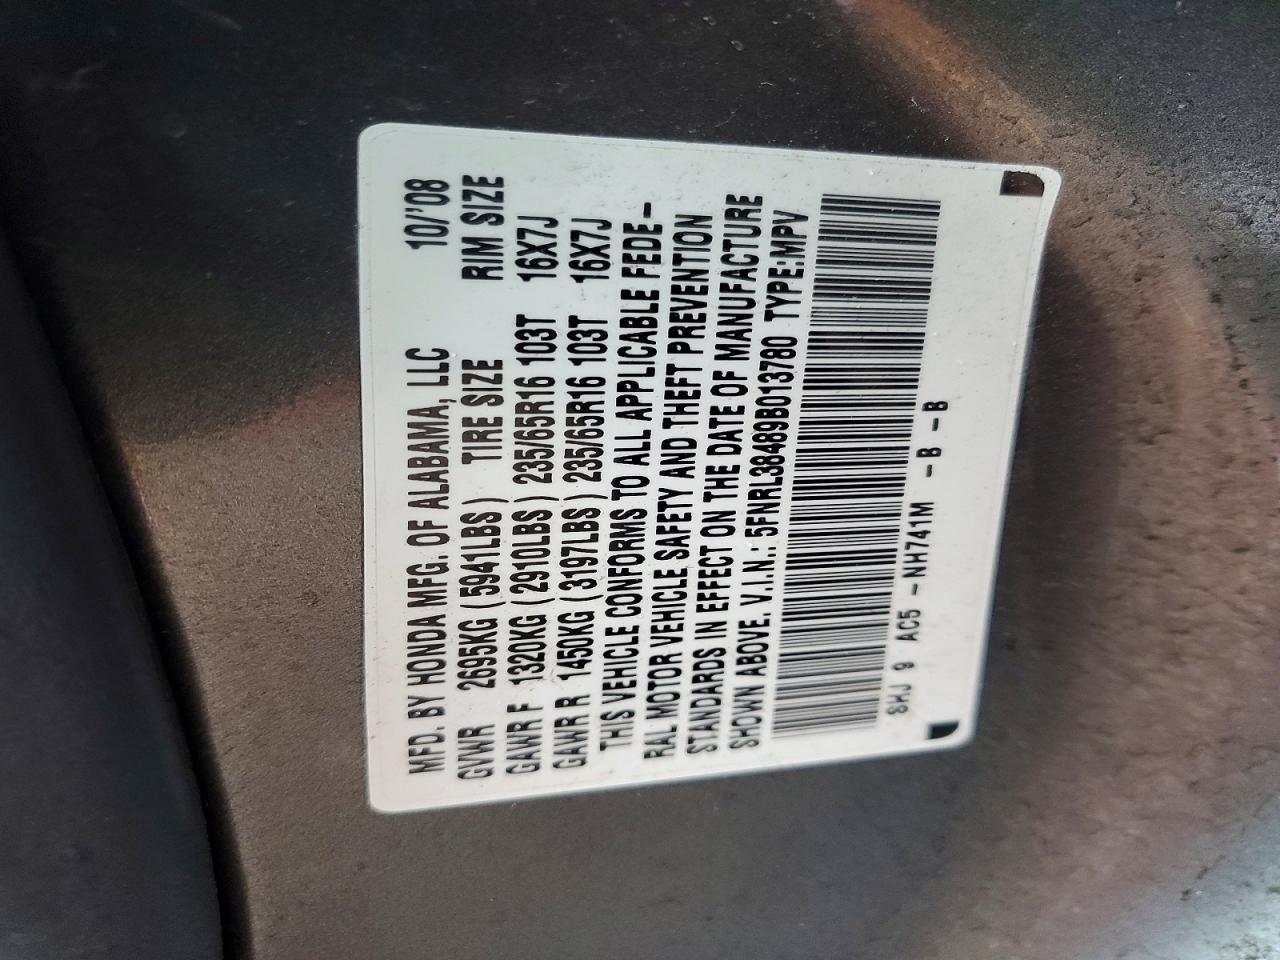 MFD. BY HONDA MFG. OF ALABAMA, LLC 10/'08
GVWR 2695KG (5941LBS) TIRE SIZE RIM SIZE
GAWR F 1320KG (2910LBS) 235/65R16 103T 16X7J
GAWR R 1450KG (3197LBS) 235/65R16 103T 16X7J
THIS VEHICLE CONFORMS TO ALL APPLICABLE FEDE-
RAL MOTOR VEHICLE SAFETY AND THEFT PREVENTION
STANDARDS IN EFFECT ON THE DATE OF MANUFACTURE
SHOWN ABOVE. V.I.N.: 5FNRL38489B013780 TYPE:MPV
SHJ 9 AC5 -NH741M -B -B